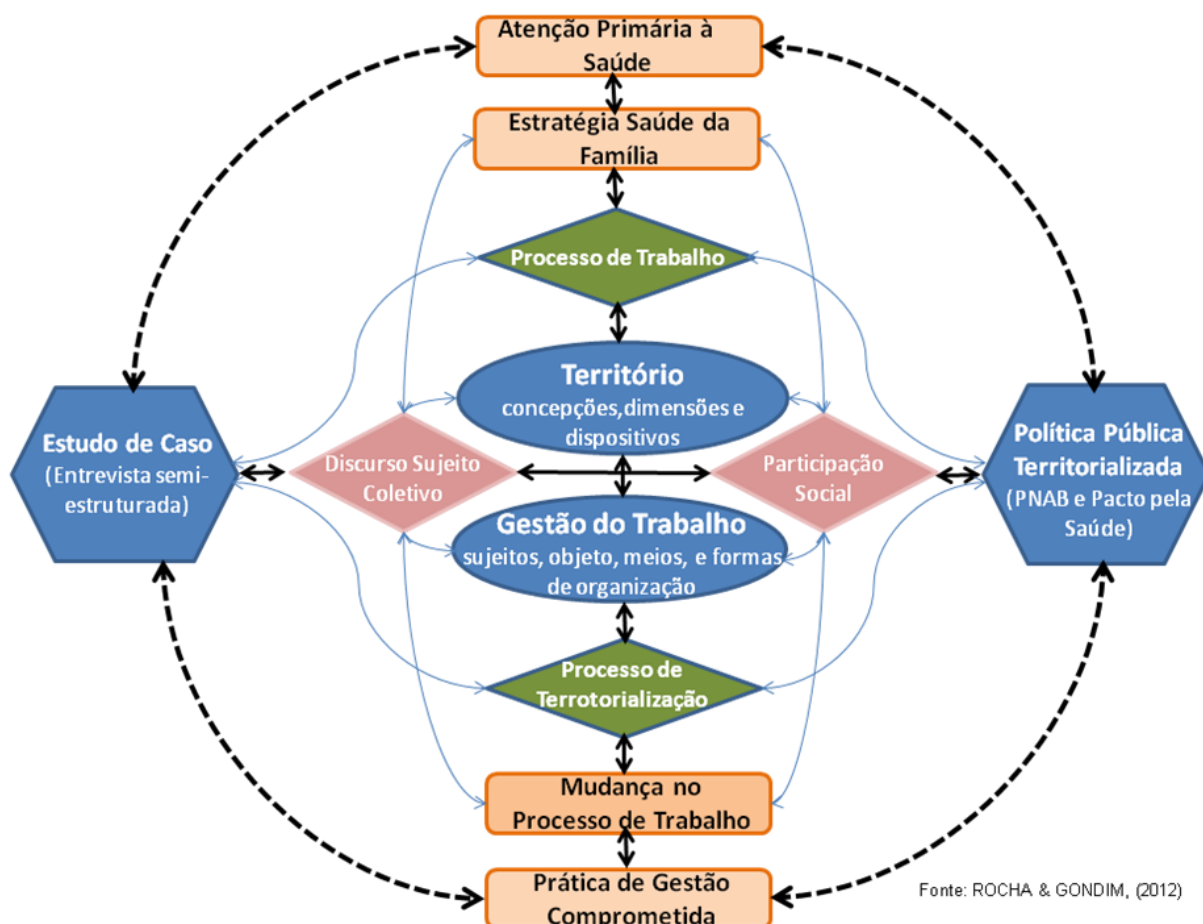 Atenção Primária à
Saúde
Estratégia Saúde da
Família
Processo de Trabalho
Território
concepções,dimensões e
dispositivos
Estudo de Caso
(Entrevista semi-
estruturada)
Discurso Sujeito
Coletivo
Participação
Social
Política Pública
Territorializada
(PNAB e Pacto pela
Saúde)
Gestão do Trabalho
sujeitos, objeto, meios, e formas
de organização
Processo de
Terrotorialização
Mudança no
Processo de Trabalho
Prática de Gestão
Comprometida
Fonte: ROCHA & GONDIM, (2012)